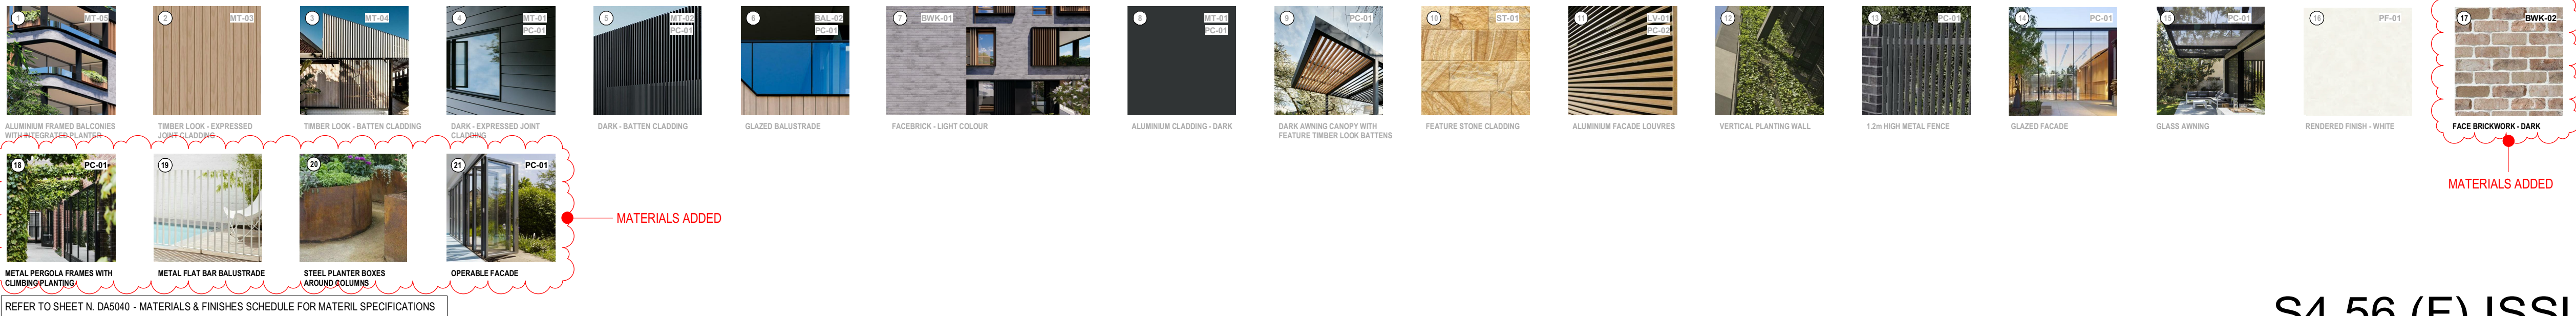 1 MT-05
ALUMINIUM FRAMED BALCONIES
WITH INTEGRATED PLANTER
2 MT-03
TIMBER LOOK - EXPRESSED
JOINT CLADDING
3 MT-04
TIMBER LOOK - BATTEN CLADDING
4 MT-01
PC-01
DARK - EXPRESSED JOINT
CLADDING
5 MT-02
PC-01
DARK - BATTEN CLADDING
6 BAL-02
PC-01
GLAZED BALUSTRADE
7 BWK-01
FACEBRICK - LIGHT COLOUR
8 MT-01
PC-01
ALUMINIUM CLADDING - DARK
9 PC-01
DARK AWNING CANOPY WITH
FEATURE TIMBER LOOK BATTENS
10 ST-01
FEATURE STONE CLADDING
11 LV-01
PC-02
ALUMINIUM FACADE LOUVRES
12
VERTICAL PLANTING WALL
13 PC-01
1.2m HIGH METAL FENCE
14 PC-01
GLAZED FACADE
15 PC-01
GLASS AWNING
16 PF-01
RENDERED FINISH - WHITE
17 BWK-02
FACE BRICKWORK - DARK
MATERIALS ADDED
18 PC-01
METAL PERGOLA FRAMES WITH
CLIMBING PLANTING
19
METAL FLAT BAR BALUSTRADE
20
STEEL PLANTER BOXES
AROUND COLUMNS
21 PC-01
OPERABLE FACADE
MATERIALS ADDED
REFER TO SHEET N. DA5040 - MATERIALS & FINISHES SCHEDULE FOR MATERIL SPECIFICATIONS
S4.56 (E) ISSU